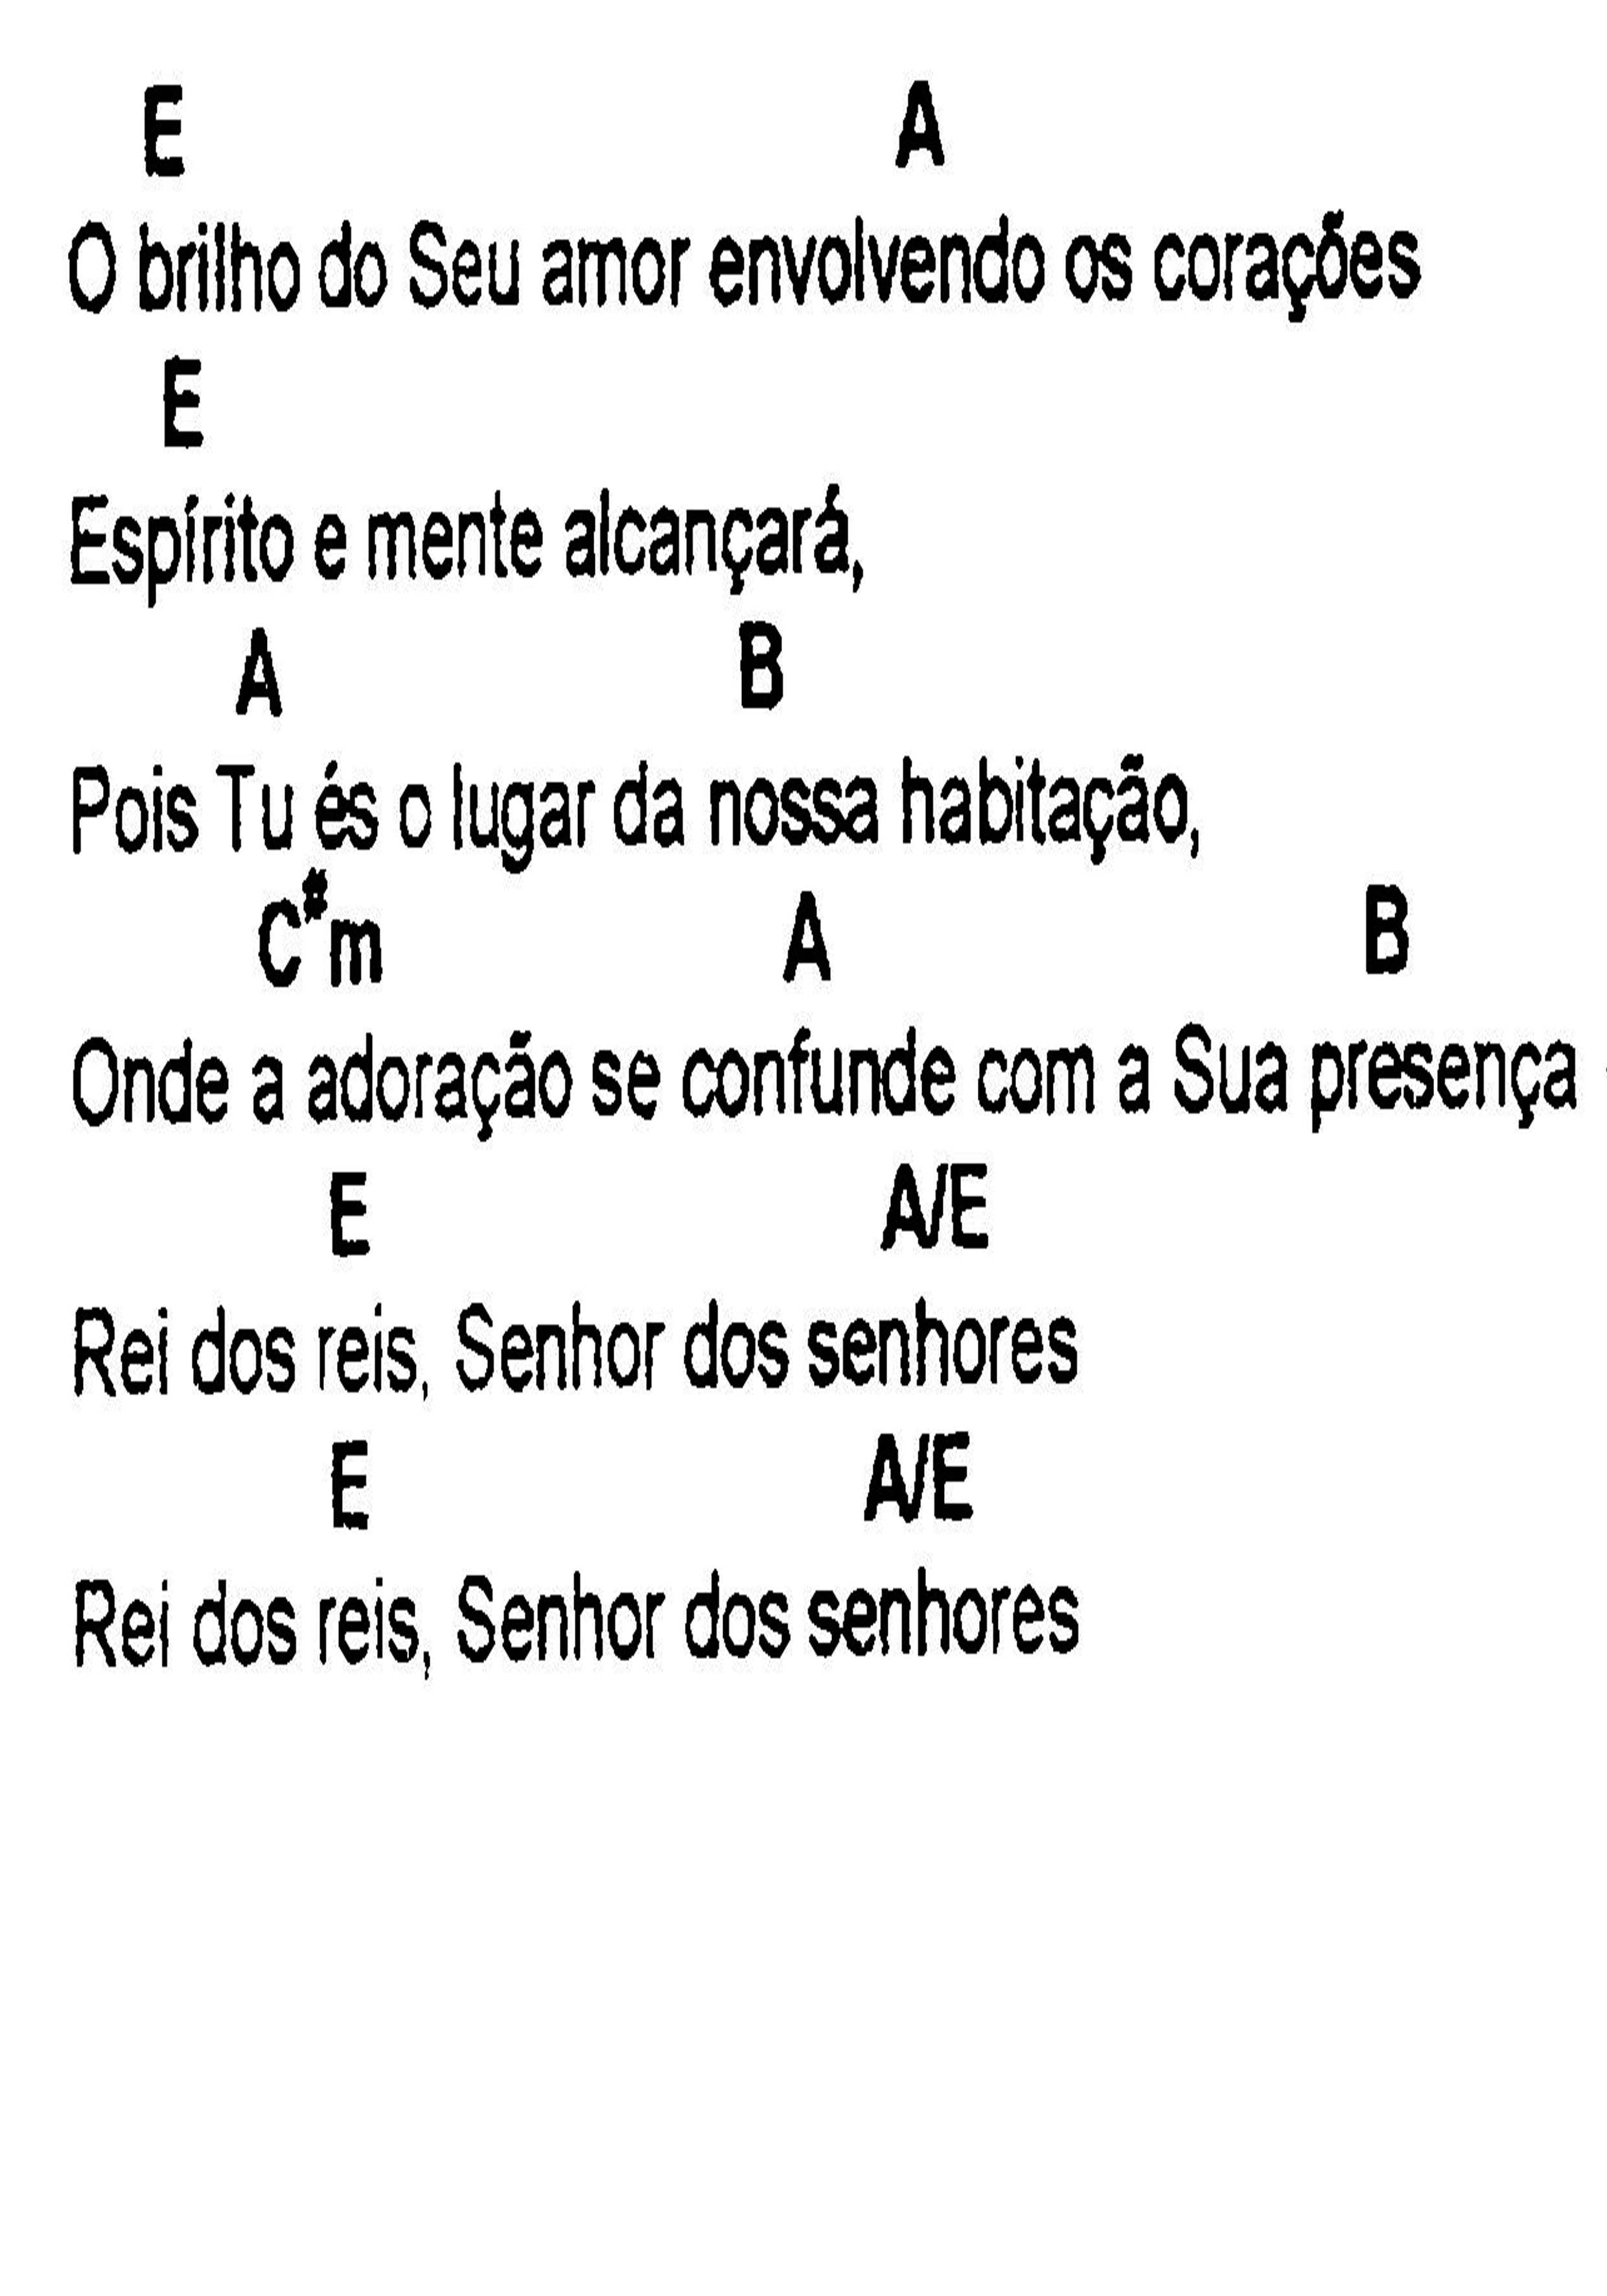 E A
O brilho do Seu amor envolvendo os corações
E
Espírito e mente alcançará,
A B
Pois Tu és o lugar da nossa habitação,
C#m A B
Onde a adoração se confunde com a Sua presença
E A/E
Rei dos reis, Senhor dos senhores
E A/E
Rei dos reis, Senhor dos senhores